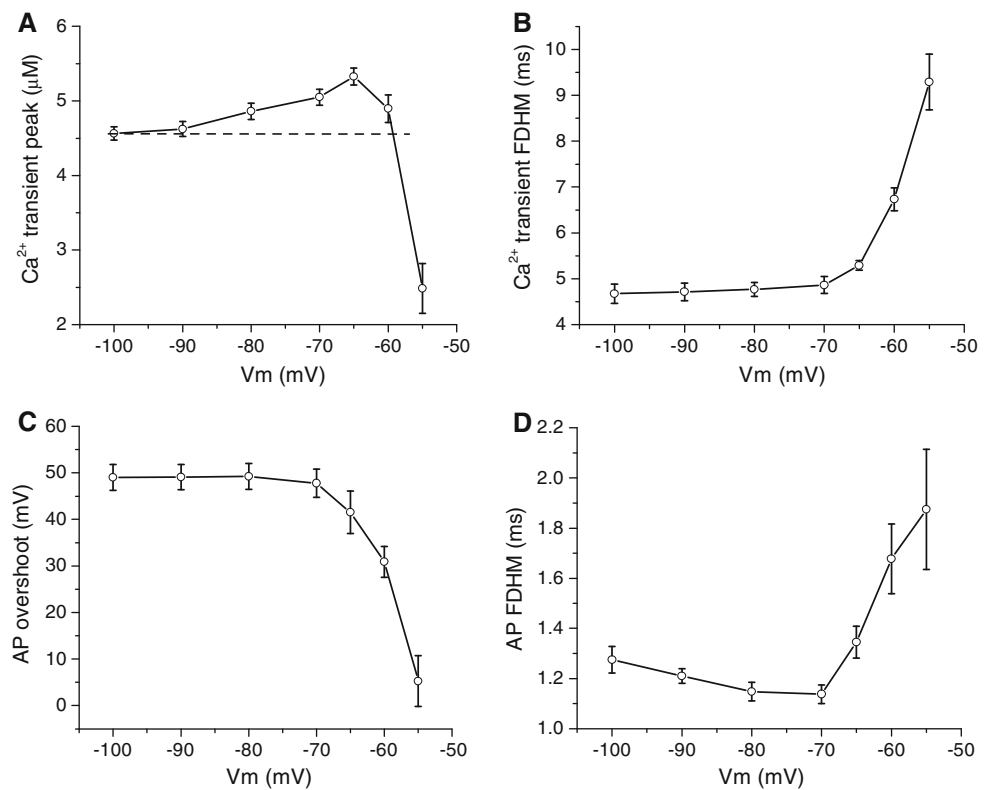 A
Ca²⁺ transient peak (μM)
6
5
4
3
2
-100 -90 -80 -70 -60 -50
Vm (mV)
B
Ca²⁺ transient FDHM (ms)
10
9
8
7
6
5
4
-100 -90 -80 -70 -60 -50
Vm (mV)
C
AP overshoot (mV)
60
50
40
30
20
10
0
-100 -90 -80 -70 -60 -50
Vm (mV)
D
AP FDHM (ms)
2.2
2.0
1.8
1.6
1.4
1.2
1.0
-100 -90 -80 -70 -60 -50
Vm (mV)